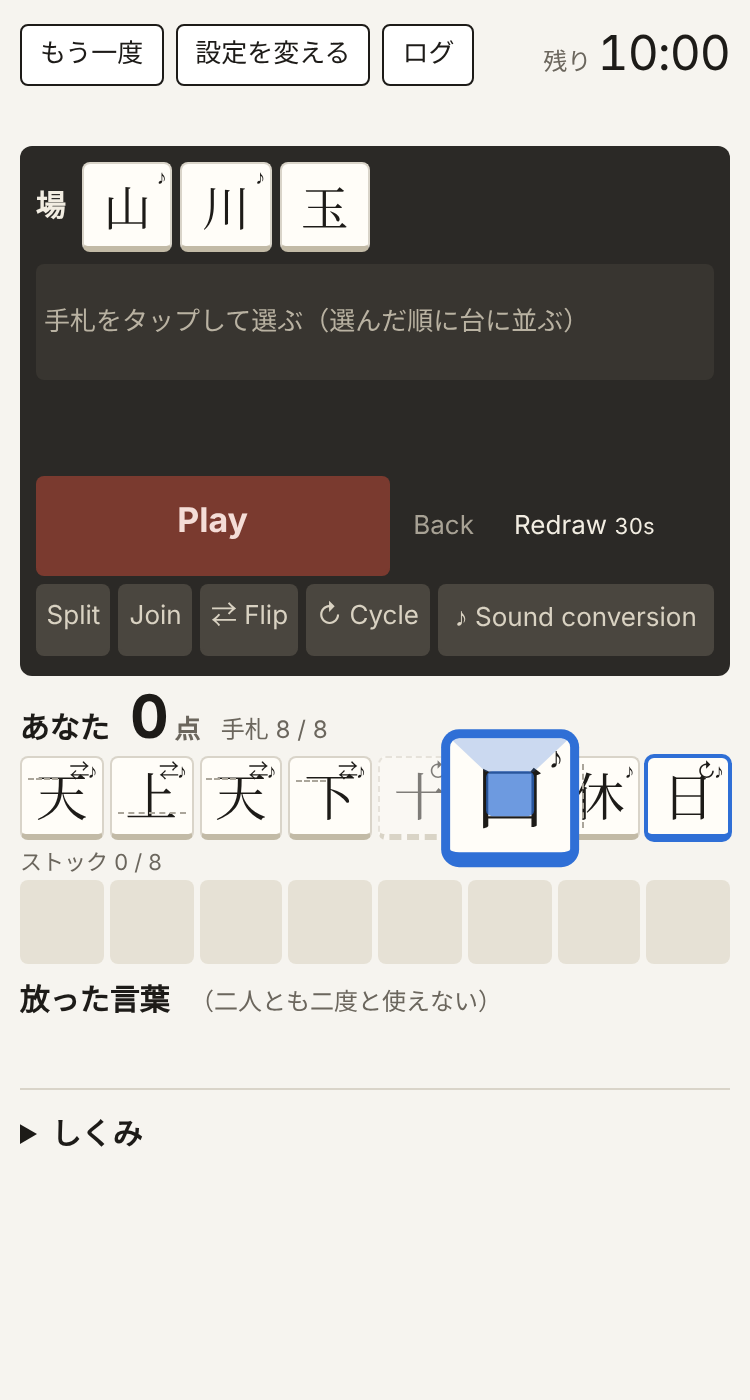 もう一度 設定を変える ログ 残り 10:00
場 山♪ 川♪ 玉
手札をタップして選ぶ（選んだ順に台に並ぶ）
Play Back Redraw 30s
Split Join ⇄ Flip ↻ Cycle ♪ Sound conversion
あなた 0 点 手札 8 / 8
天⇄♪ 上⇄♪ 天⇄♪ 下⇄♪ 十↻ 口♪ 休♪ 日↻♪
ストック 0 / 8
放った言葉 （二人とも二度と使えない）
▶ しくみ